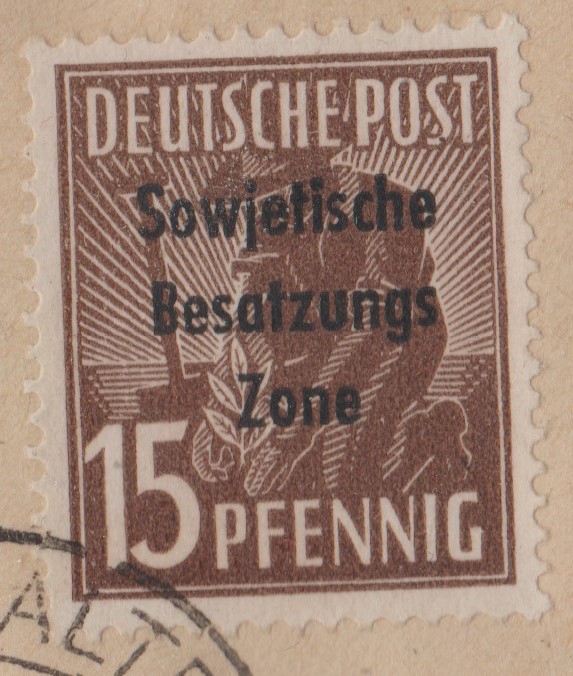 DEUTSCHE POST
Sowjetische
Besatzungs
Zone
15 PFENNIG